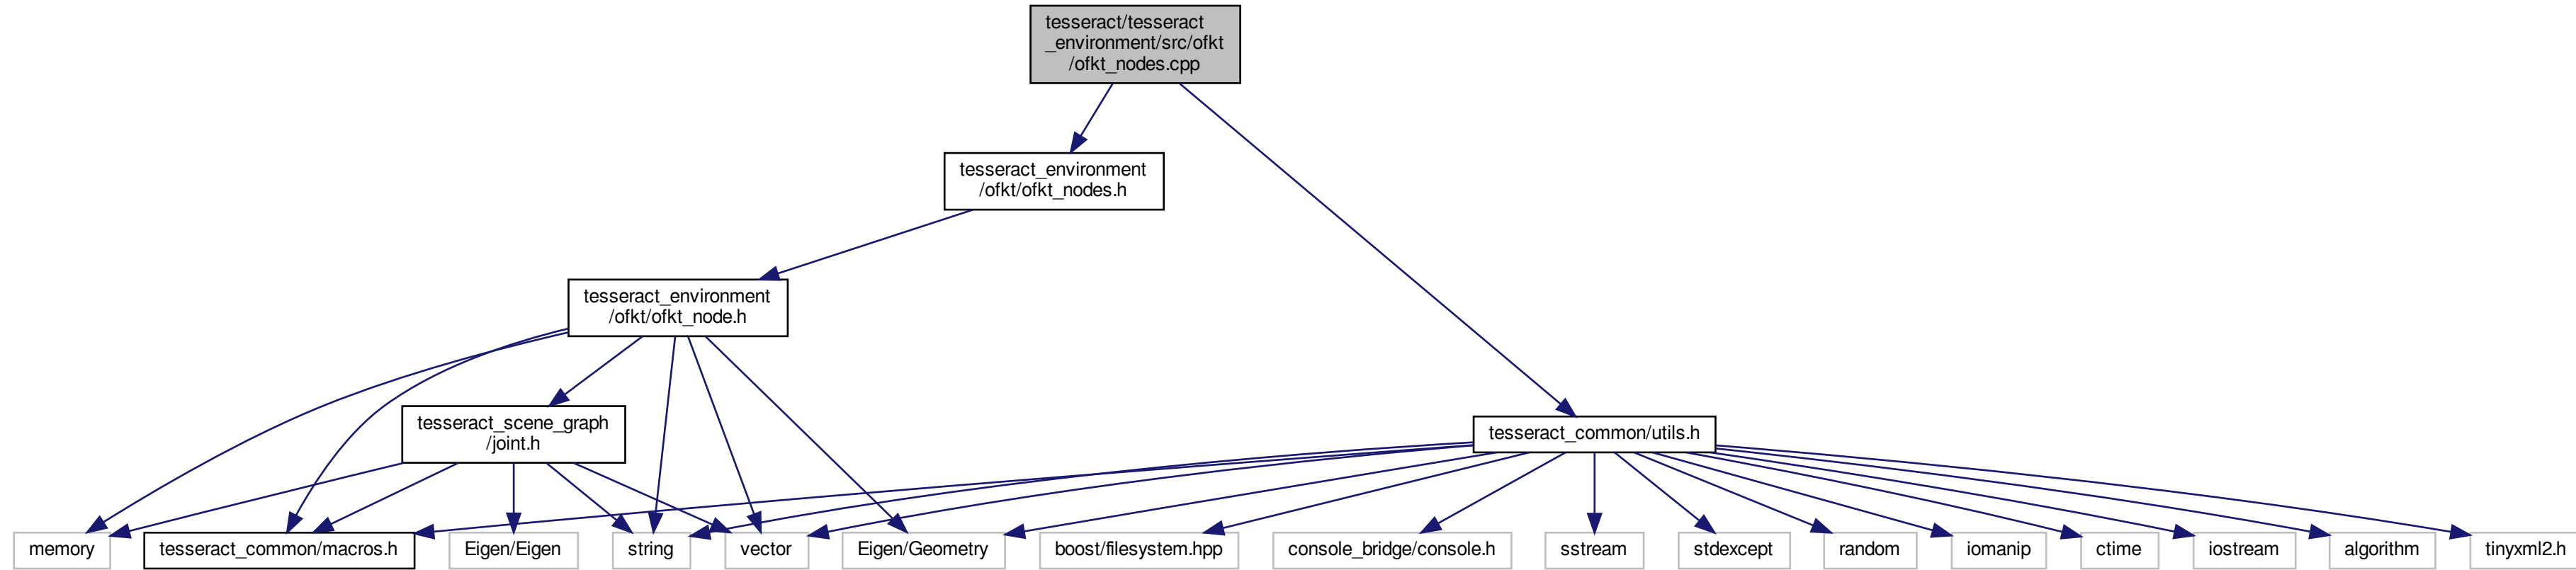 tesseract/tesseract
_environment/src/ofkt
/ofkt_nodes.cpp
tesseract_environment
/ofkt/ofkt_nodes.h
tesseract_environment
/ofkt/ofkt_node.h
tesseract_scene_graph
/joint.h
tesseract_common/utils.h
memory
tesseract_common/macros.h
Eigen/Eigen
string
vector
Eigen/Geometry
boost/filesystem.hpp
console_bridge/console.h
sstream
stdexcept
random
iomanip
ctime
iostream
algorithm
tinyxml2.h